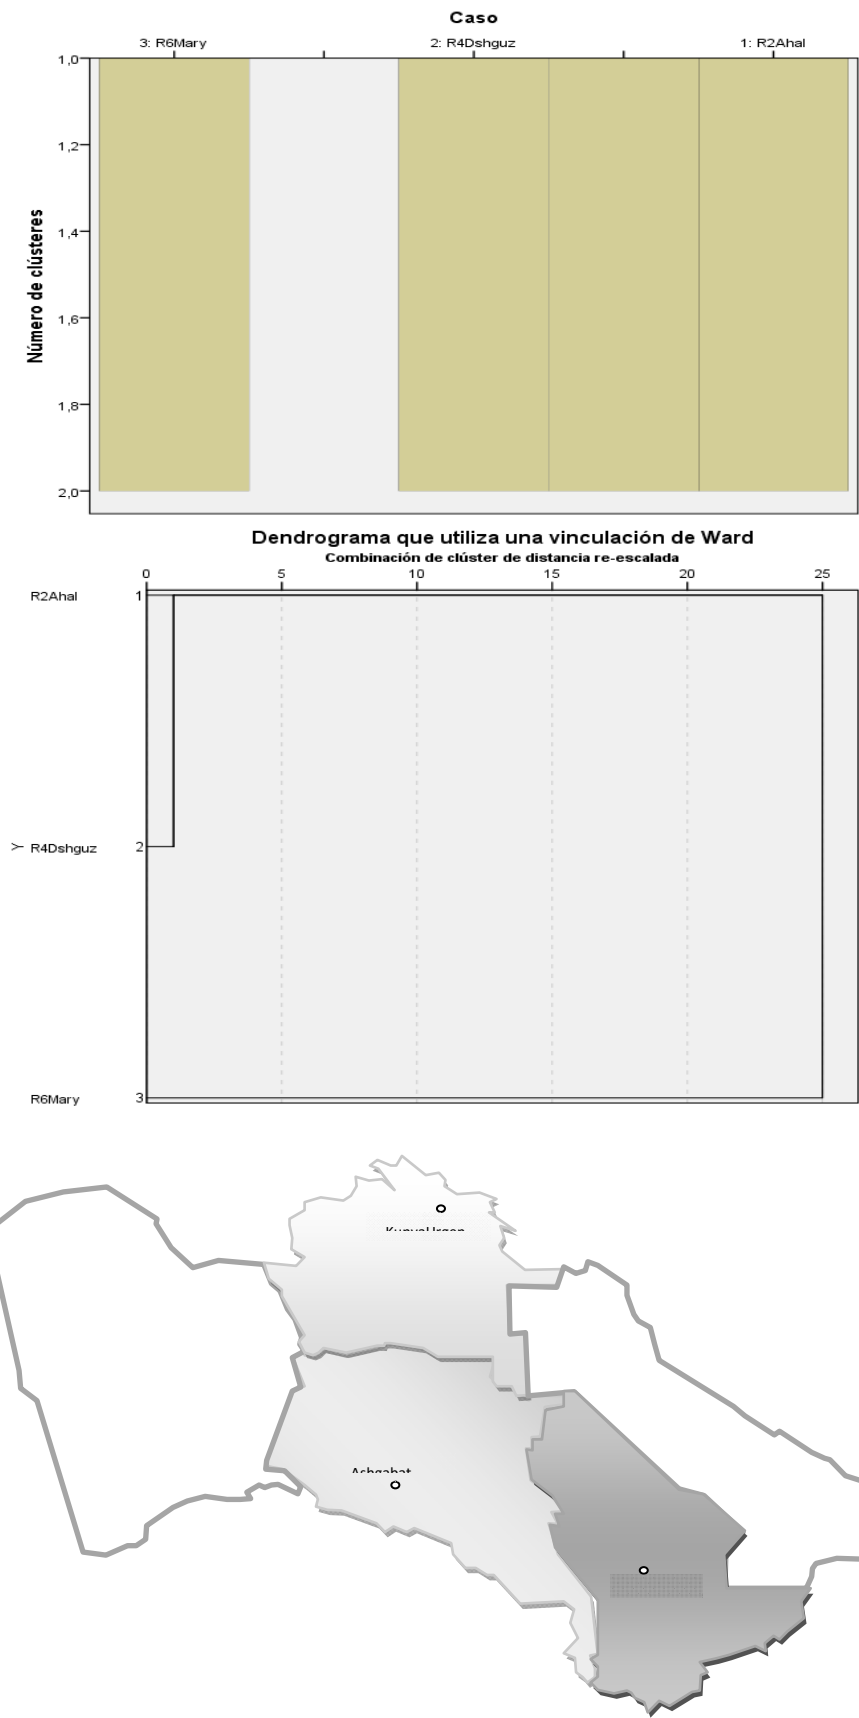 Caso
3: R6Mary 2: R4Dshguz 1: R2Ahal
1,0
1,2
1,4
1,6
1,8
2,0
Número de clústeres
Dendrograma que utiliza una vinculación de Ward
Combinación de clúster de distancia re-escalada
0 5 10 15 20 25
R2Ahal 1
Y R4Dshguz 2
R6Mary 3
Ashgabat